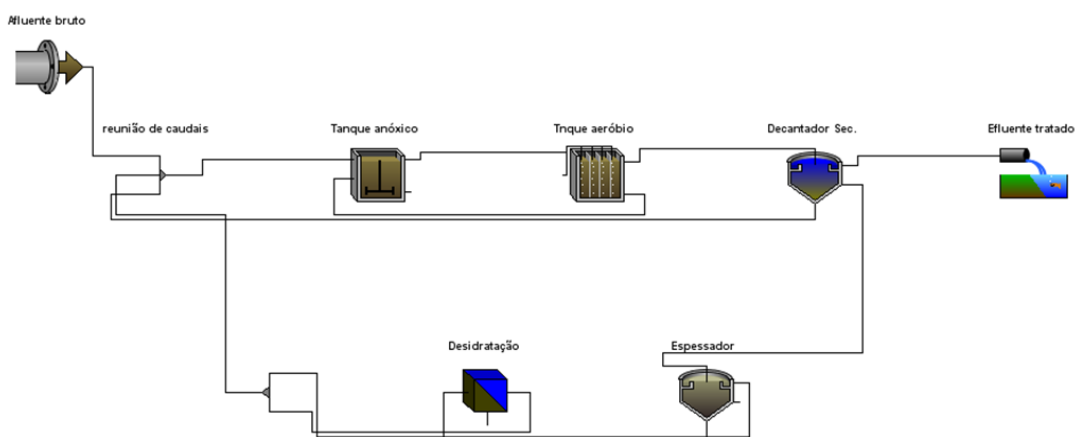 Afluente bruto
reunião de caudais
Tanque anóxico
Tnque aeróbio
Decantador Sec.
Efluente tratado
Desidratação
Espessador